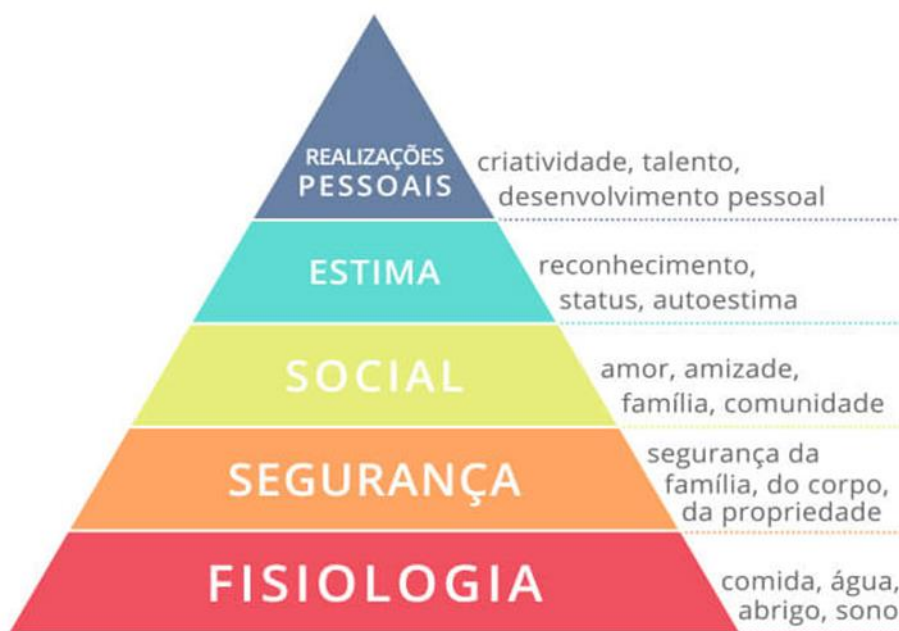 REALIZAÇÕES
PESSOAIS
criatividade, talento,
desenvolvimento pessoal
ESTIMA
reconhecimento,
status, autoestima
SOCIAL
amor, amizade,
família, comunidade
SEGURANÇA
segurança da
família, do corpo,
da propriedade
FISIOLOGIA
comida, água,
abrigo, sono